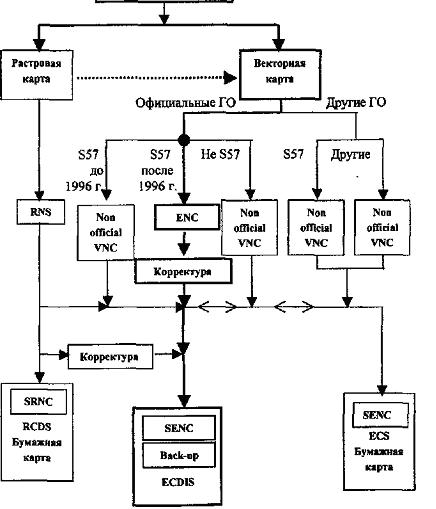 Растровая
карта
Векторная
карта
Официальные ГО
Другие ГО
S57
до
1996 г.
S57
после
1996г.
Не S57
S57
Другие
RNS
Non
official
VNC
ENC
Non
official
VNC
Non
official
VNC
Non
official
VNC
Корректура
Корректура
SRNC
RCDS
Бумажная
карта
SENC
Back-up
ECDIS
SENC
ECS
Бумажная
карта